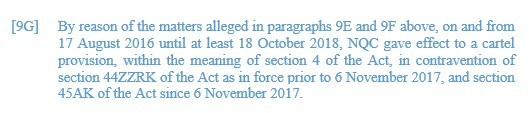 [9G] By reason of the matters alleged in paragraphs 9E and 9F above, on and from
17 August 2016 until at least 18 October 2018, NQC gave effect to a cartel
provision, within the meaning of section 4 of the Act, in contravention of
section 44ZZRK of the Act as in force prior to 6 November 2017, and section
45AK of the Act since 6 November 2017.